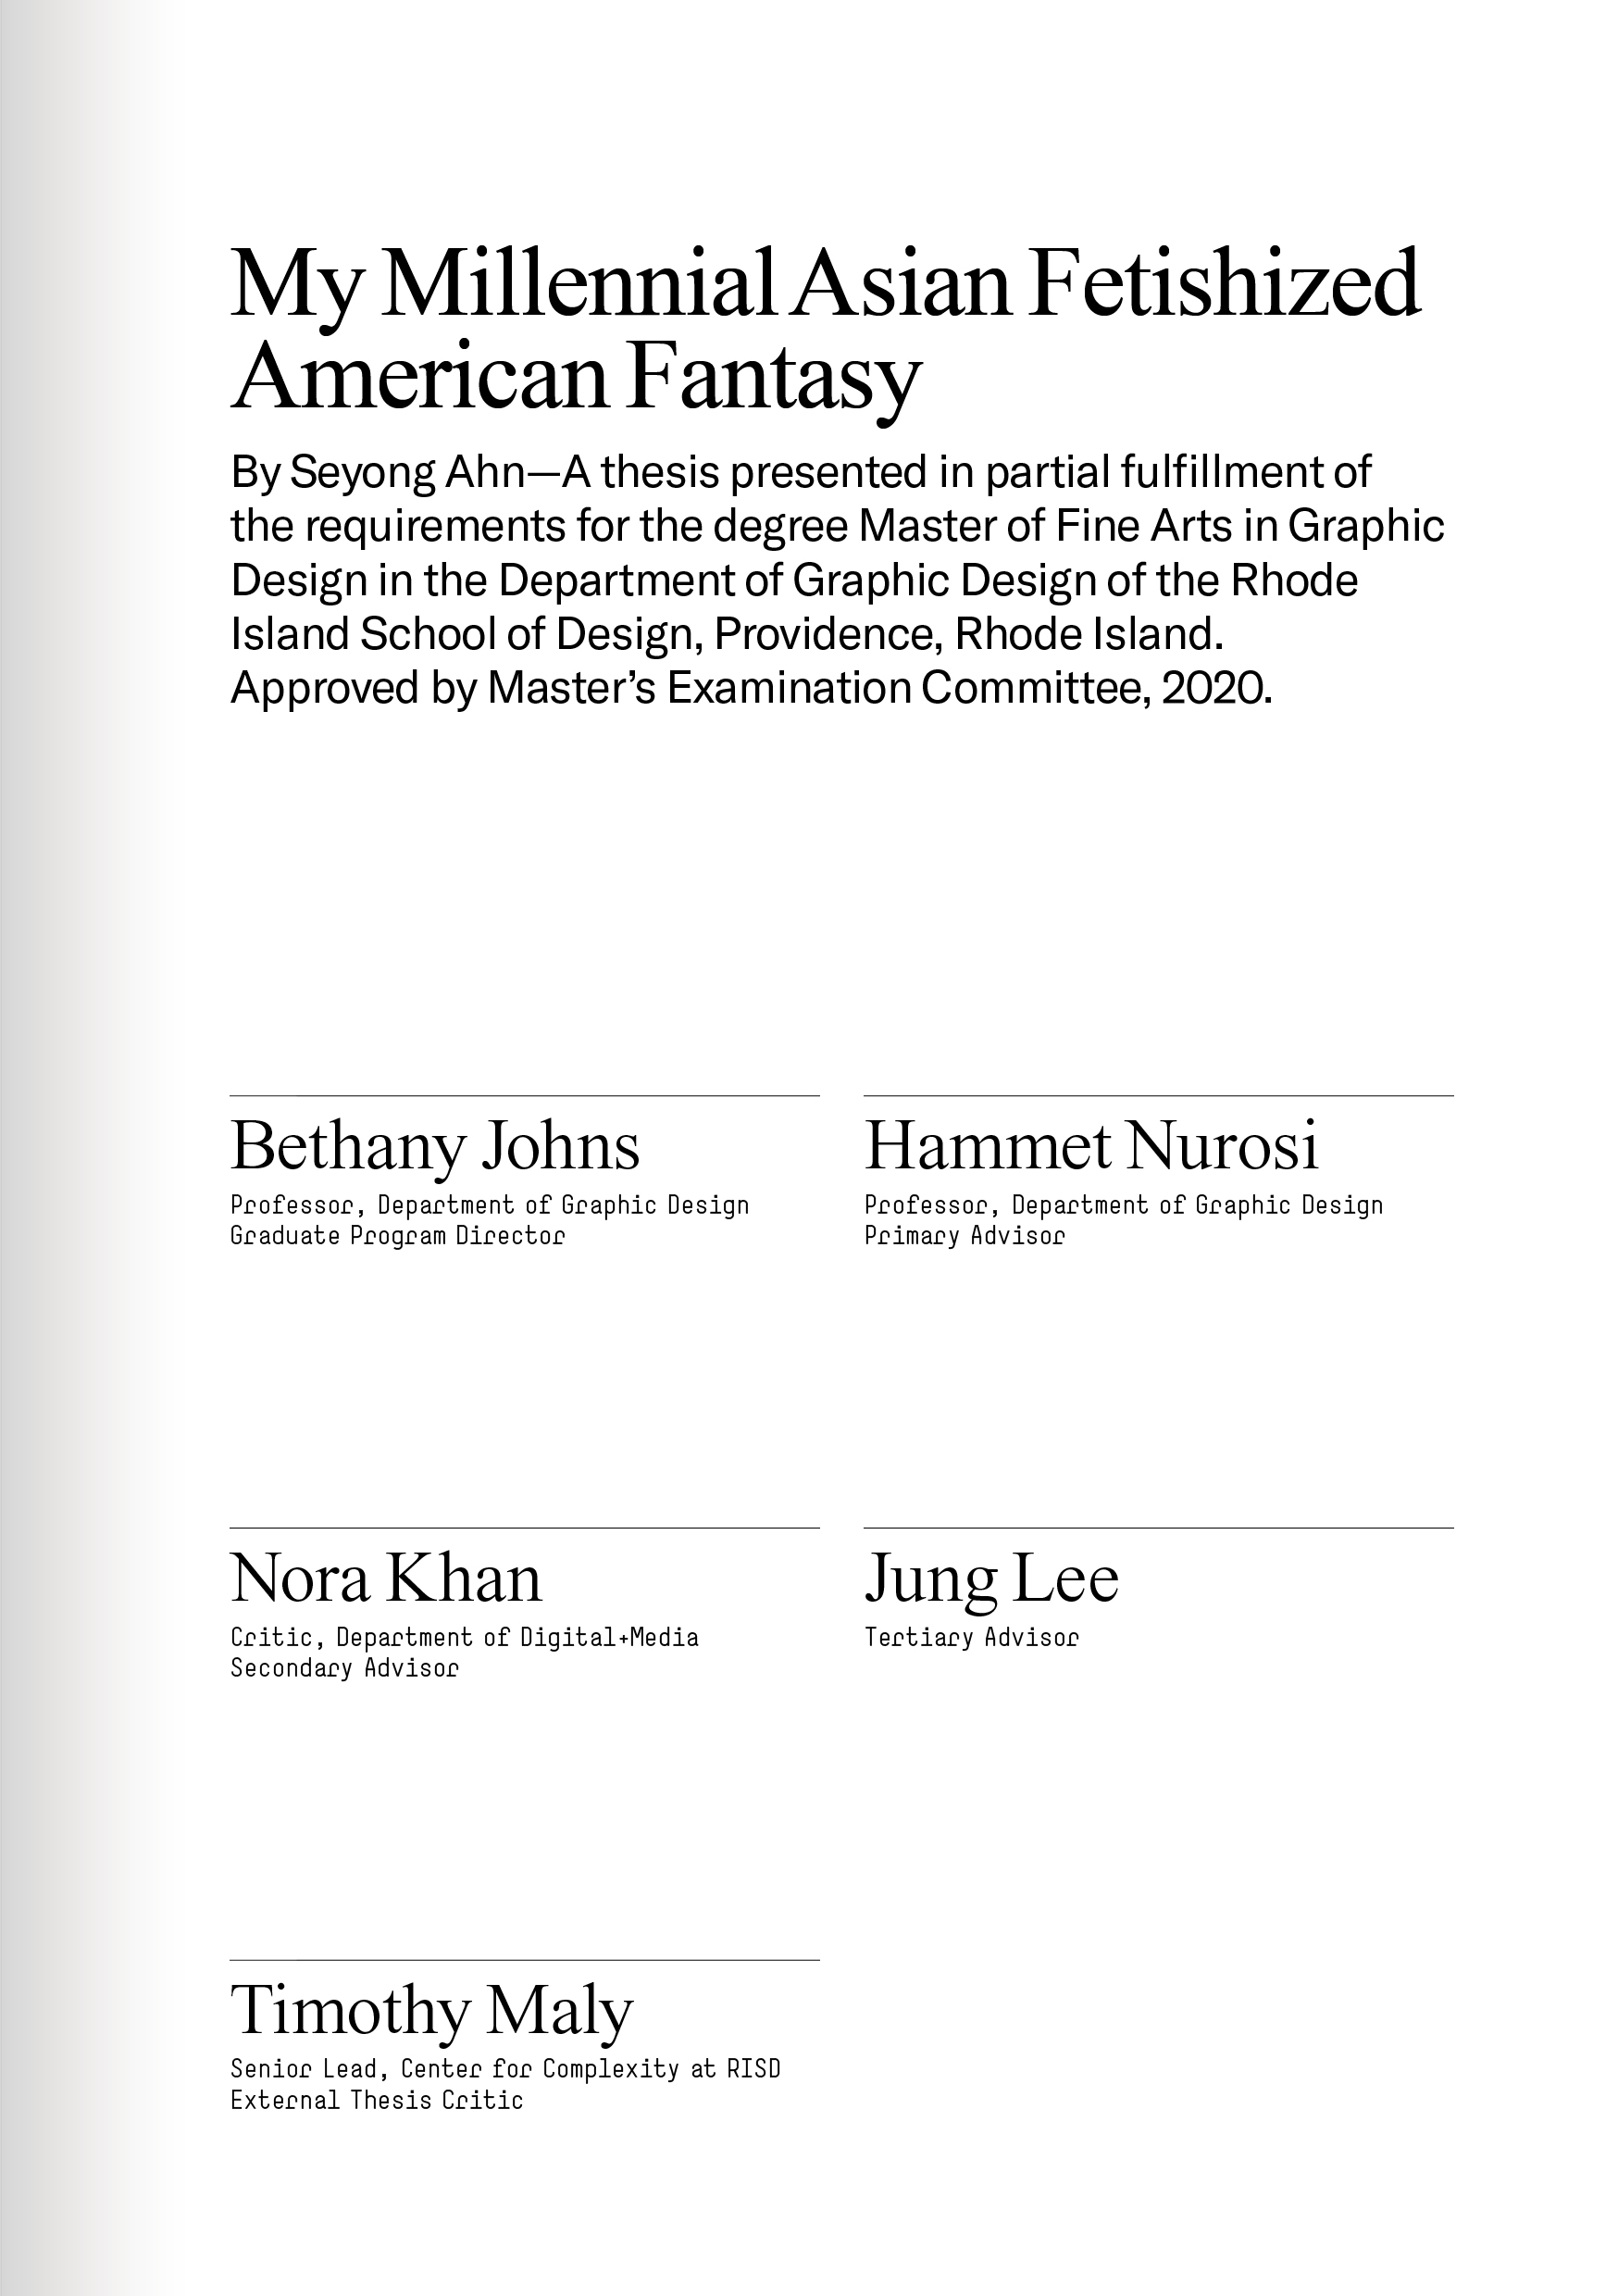 My Millennial Asian Fetishized
American Fantasy
By Seyong Ahn—A thesis presented in partial fulfillment of
the requirements for the degree Master of Fine Arts in Graphic
Design in the Department of Graphic Design of the Rhode
Island School of Design, Providence, Rhode Island.
Approved by Master’s Examination Committee, 2020.
Bethany Johns
Professor, Department of Graphic Design
Graduate Program Director
Hammet Nurosi
Professor, Department of Graphic Design
Primary Advisor
Nora Khan
Critic, Department of Digital+Media
Secondary Advisor
Jung Lee
Tertiary Advisor
Timothy Maly
Senior Lead, Center for Complexity at RISD
External Thesis Critic